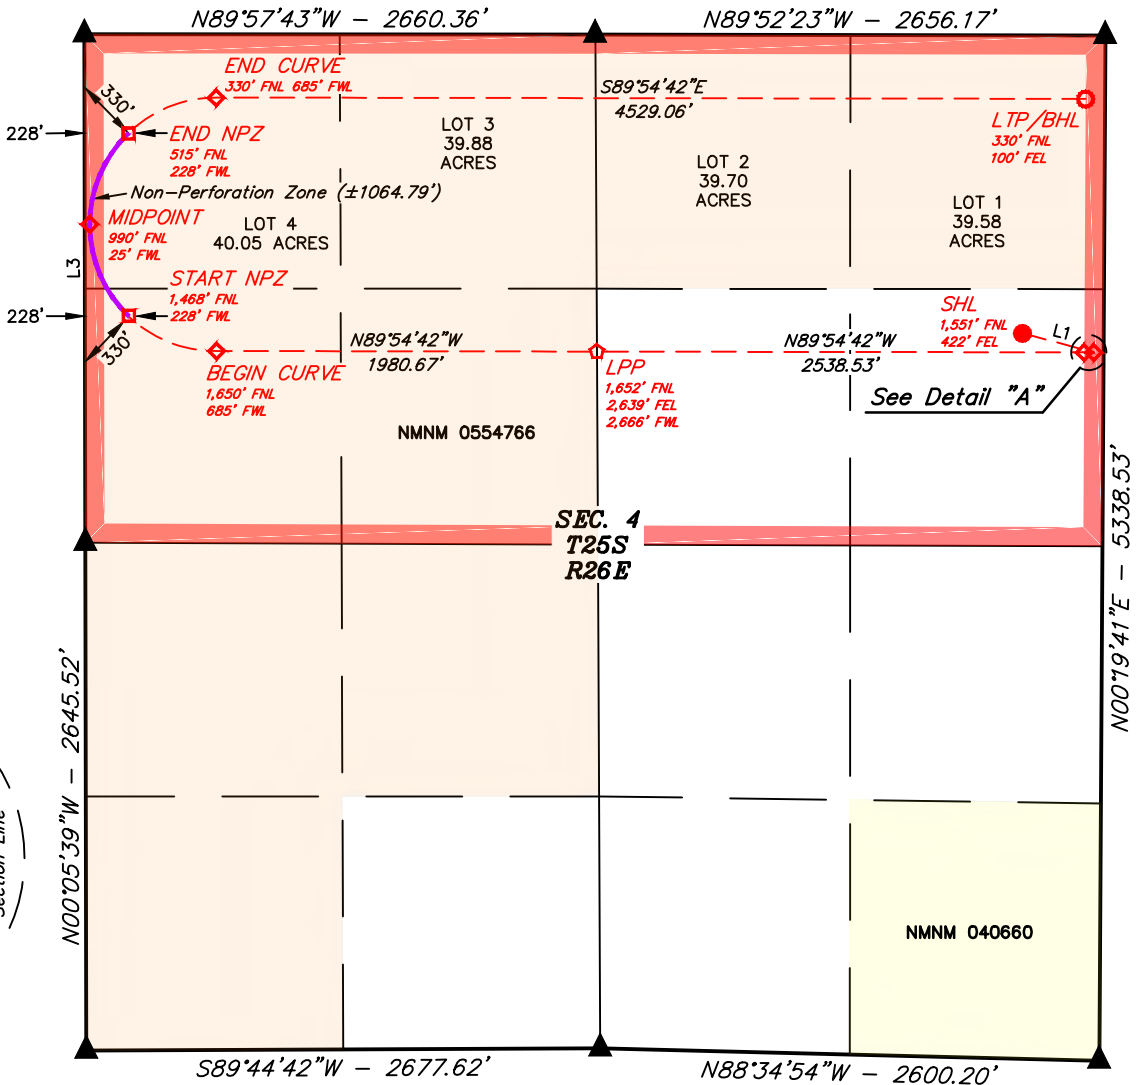 N89°57'43"W - 2660.36'
N89°52'23"W - 2656.17'
END CURVE
330' FNL 685' FWL
S89°54'42"E
4529.06'
330'
228'
END NPZ
515' FNL
228' FWL
LOT 3
39.88
ACRES
LTP/BHL
330' FNL
100' FEL
LOT 2
39.70
ACRES
Non-Perforation Zone (±1064.79')
MIDPOINT
990' FNL
25' FWL
LOT 4
40.05 ACRES
LOT 1
39.58
ACRES
L3
START NPZ
1,468' FNL
228' FWL
228'
330'
SHL
1,551' FNL
422' FEL
L1
N89°54'42"W
1980.67'
N89°54'42"W
2538.53'
BEGIN CURVE
1,650' FNL
685' FWL
LPP
1,652' FNL
2,639' FEL
2,666' FWL
See Detail "A"
NMNM 0554766
SEC. 4
T25S
R26E
N00°19'41"E - 5338.53'
N00°05'39"W - 2645.52'
Section Line
NMNM 040660
S89°44'42"W - 2677.62'
N88°34'54"W - 2600.20'